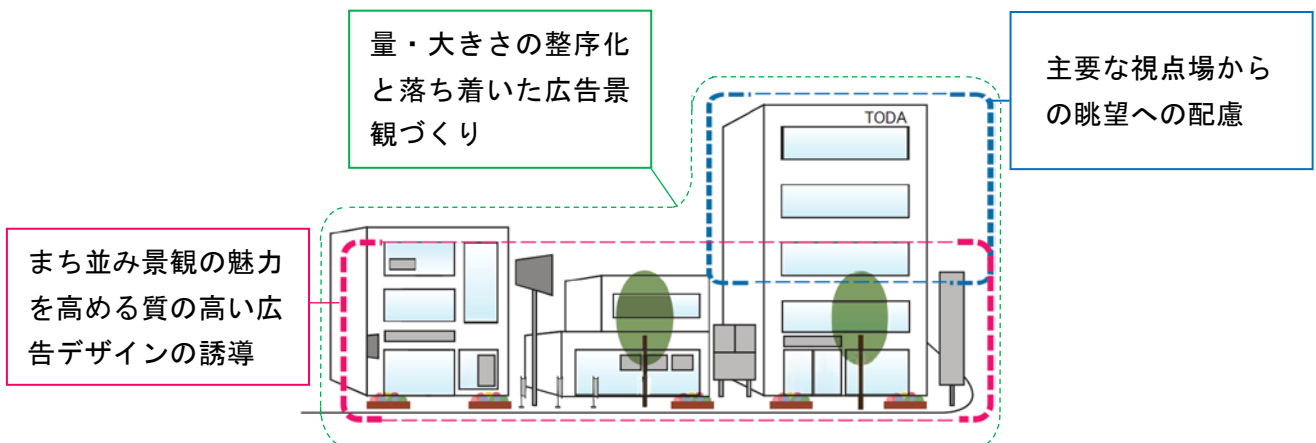 量・大きさの整序化
と落ち着いた広告景
観づくり
主要な視点場から
の眺望への配慮
TODA
まち並み景観の魅力
を高める質の高い広
告デザインの誘導